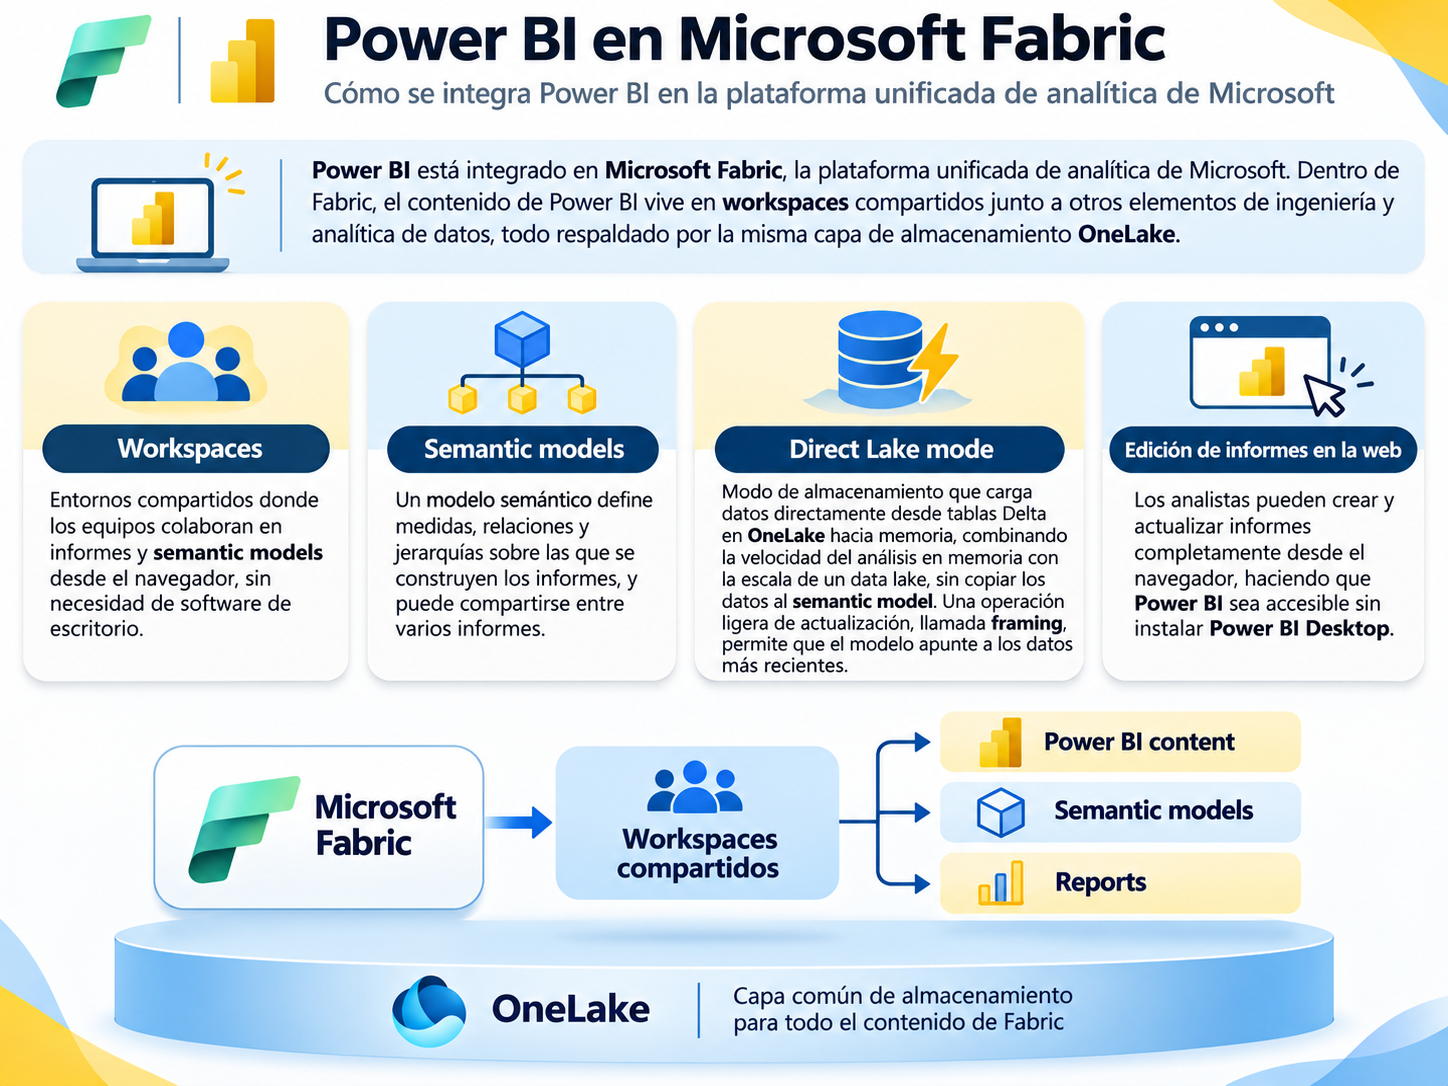 Power BI en Microsoft Fabric
Cómo se integra Power BI en la plataforma unificada de analítica de Microsoft
Power BI está integrado en Microsoft Fabric, la plataforma unificada de analítica de Microsoft. Dentro de
Fabric, el contenido de Power BI vive en workspaces compartidos junto a otros elementos de ingeniería y
analítica de datos, todo respaldado por la misma capa de almacenamiento OneLake.
Workspaces
Entornos compartidos donde
los equipos colaboran en
informes y semantic models
desde el navegador, sin
necesidad de software de
escritorio.
Semantic models
Un modelo semántico define
medidas, relaciones y
jerarquías sobre las que se
construyen los informes, y
puede compartirse entre
varios informes.
Direct Lake mode
Modo de almacenamiento que carga
datos directamente desde tablas Delta
en OneLake hacia memoria, combinando
la velocidad del análisis en memoria con
la escala de un data lake, sin copiar los
datos al semantic model. Una operación
ligera de actualización, llamada framing,
permite que el modelo apunte a los datos
más recientes.
Edición de informes en la web
Los analistas pueden crear y
actualizar informes
completamente desde el
navegador, haciendo que
Power BI sea accesible sin
instalar Power BI Desktop.
Microsoft
Fabric
Workspaces
compartidos
Power BI content
Semantic models
Reports
OneLake
Capa común de almacenamiento
para todo el contenido de Fabric